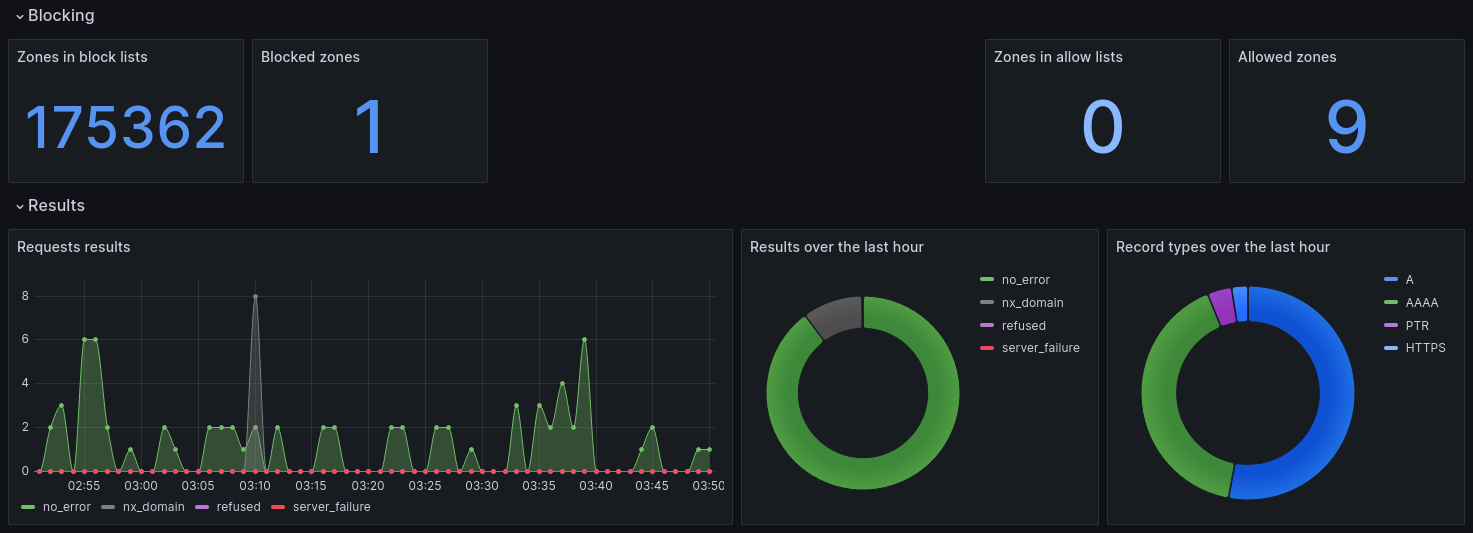 Blocking
Zones in block lists
Blocked zones
Zones in allow lists
Allowed zones
175362
1
0
9
Results
Requests results
Results over the last hour
Record types over the last hour
8
6
4
2
0
02:55 03:00 03:05 03:10 03:15 03:20 03:25 03:30 03:35 03:40 03:45 03:50
no_error nx_domain refused server_failure
no_error
nx_domain
refused
server_failure
A
AAAA
PTR
HTTPS